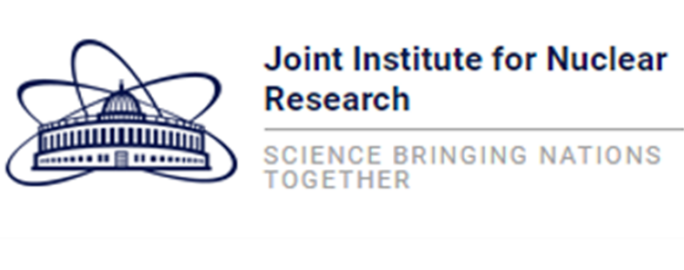 Joint Institute for Nuclear
Research
SCIENCE BRINGING NATIONS
TOGETHER